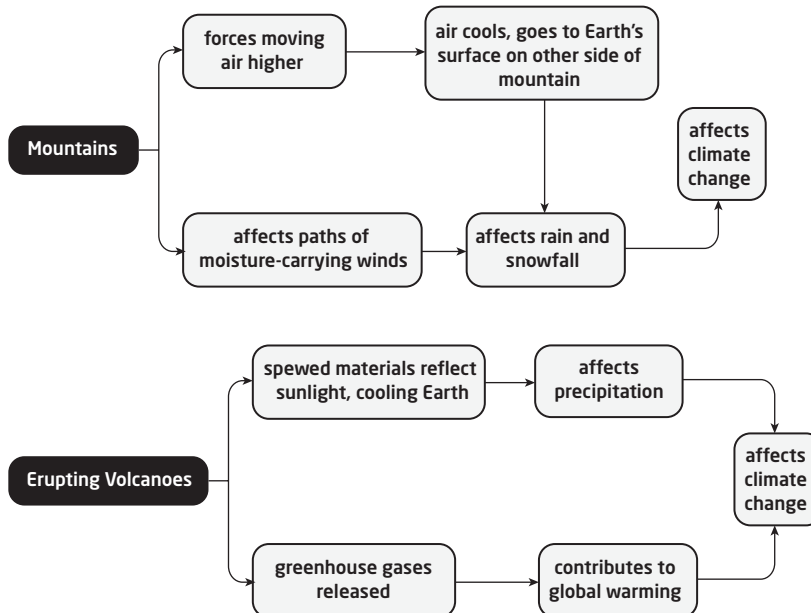 forces moving
air higher
air cools, goes to Earth's
surface on other side of
mountain
Mountains
affects
climate
change
affects paths of
moisture-carrying winds
affects rain and
snowfall
spewed materials reflect
sunlight, cooling Earth
affects
precipitation
Erupting Volcanoes
affects
climate
change
greenhouse gases
released
contributes to
global warming